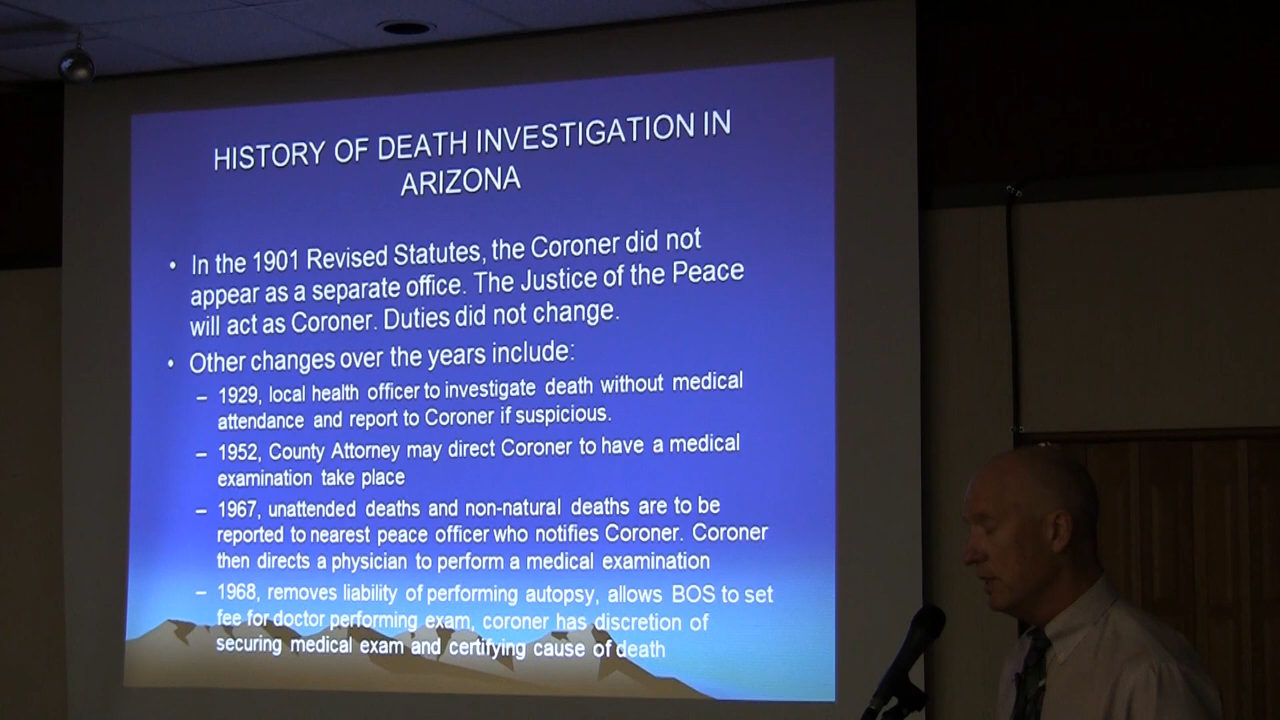 HISTORY OF DEATH INVESTIGATION IN
ARIZONA
• In the 1901 Revised Statutes, the Coroner did not
appear as a separate office. The Justice of the Peace
will act as Coroner. Duties did not change.
• Other changes over the years include:
– 1929, local health officer to investigate death without medical
attendance and report to Coroner if suspicious.
– 1952, County Attorney may direct Coroner to have a medical
examination take place
– 1967, unattended deaths and non-natural deaths are to be
reported to nearest peace officer who notifies Coroner. Coroner
then directs a physician to perform a medical examination
– 1968, removes liability of performing autopsy, allows BOS to set
fee for doctor performing exam, coroner has discretion of
securing medical exam and certifying cause of death